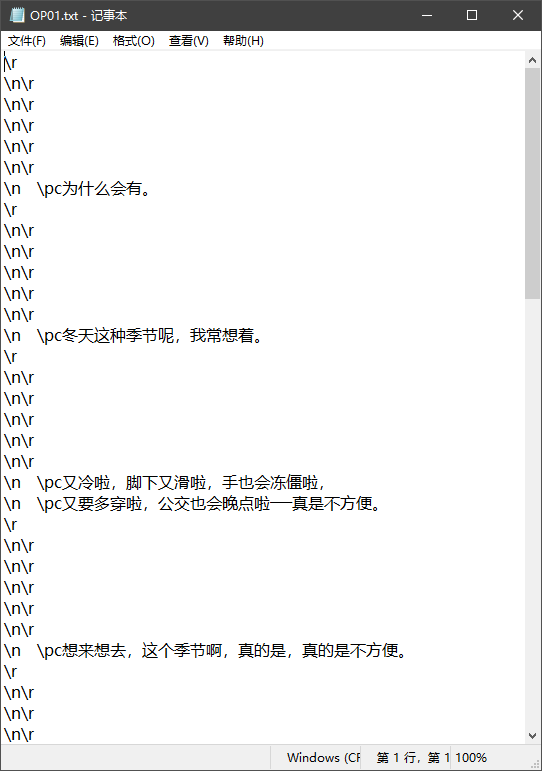 OP01.txt - 记事本
文件(F) 编辑(E) 格式(O) 查看(V) 帮助(H)
\r
\n\r
\n\r
\n\r
\n\r
\n\r
\n    \pc为什么会有。
\r
\n\r
\n\r
\n\r
\n\r
\n\r
\n    \pc冬天这种季节呢，我常想着。
\r
\n\r
\n\r
\n\r
\n\r
\n\r
\n    \pc又冷啦，脚下又滑啦，手也会冻僵啦，
\n    \pc又要多穿啦，公交也会晚点啦──真是不方便。
\r
\n\r
\n\r
\n\r
\n\r
\n\r
\n    \pc想来想去，这个季节啊，真的是，真的是不方便。
\r
\n\r
\n\r
\n\r
Windows (CF 第 1 行，第 1 100%